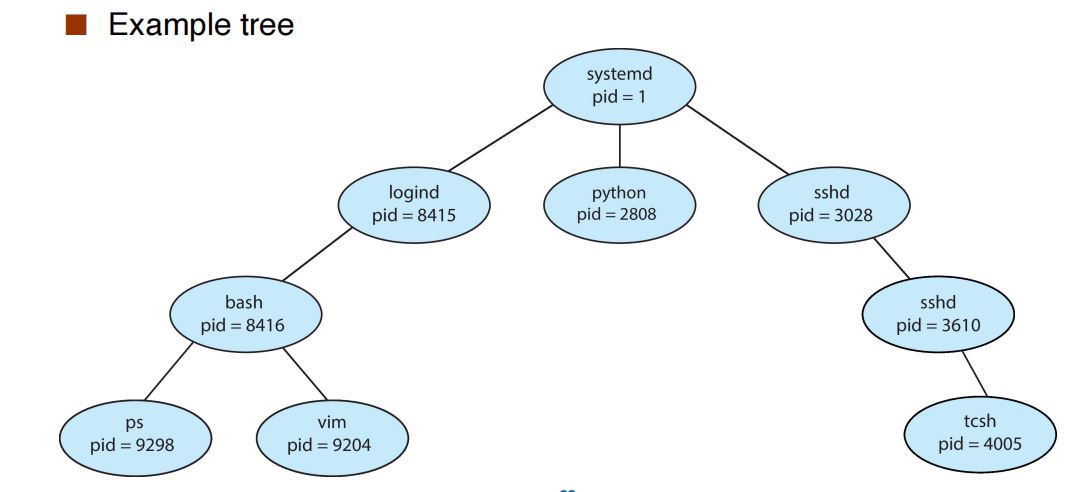 Example tree
systemd
pid = 1
logind
pid = 8415
python
pid = 2808
sshd
pid = 3028
bash
pid = 8416
sshd
pid = 3610
ps
pid = 9298
vim
pid = 9204
tcsh
pid = 4005